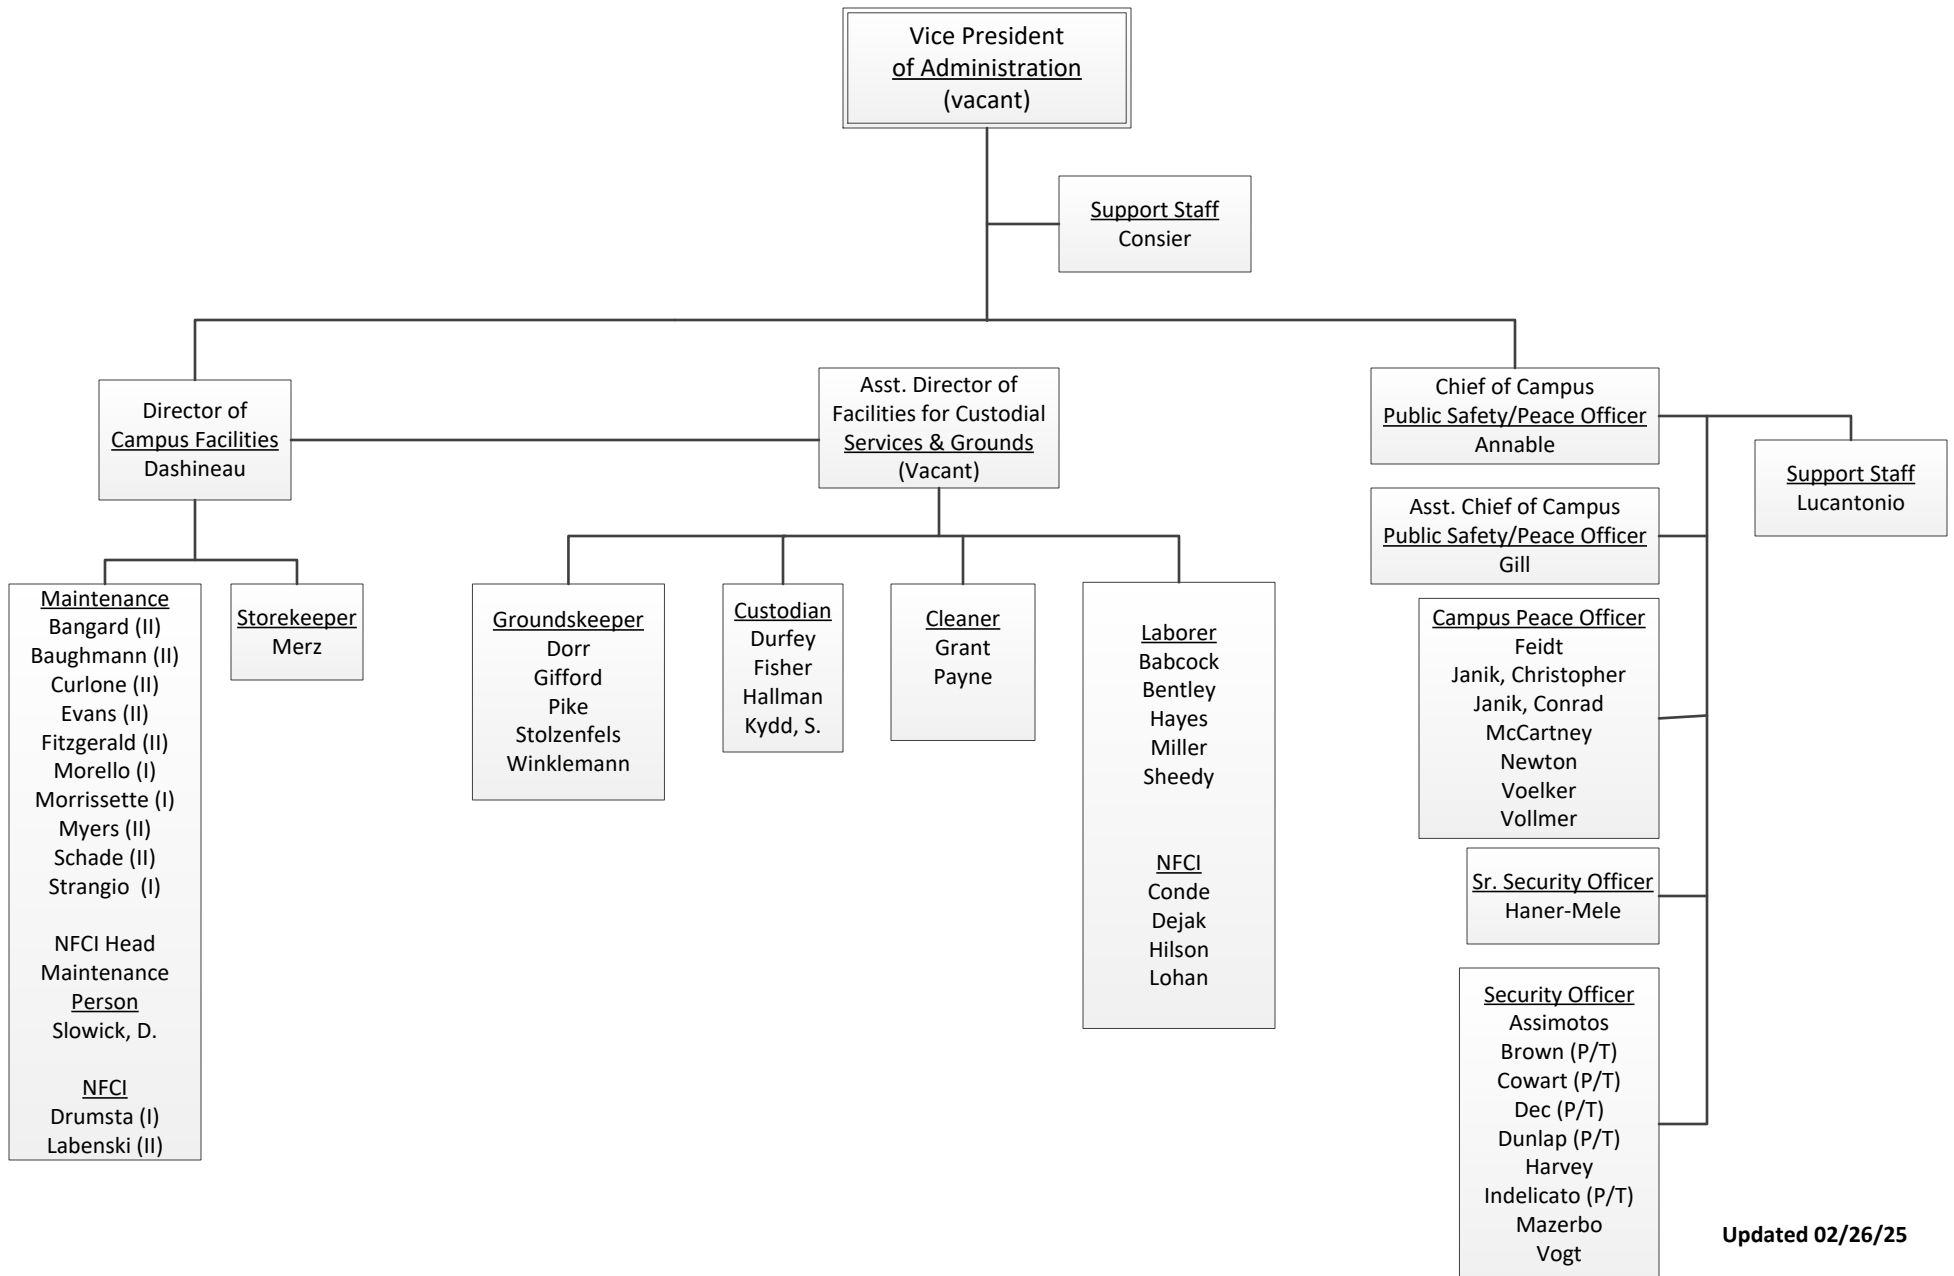 Vice President
of Administration
(vacant)
Support Staff
Consier
Director of
Campus Facilities
Dashineau
Asst. Director of
Facilities for Custodial
Services & Grounds
(Vacant)
Chief of Campus
Public Safety/Peace Officer
Annable
Support Staff
Lucantonio
Asst. Chief of Campus
Public Safety/Peace Officer
Gill
Maintenance
Bangard (II)
Baughmann (II)
Curlone (II)
Evans (II)
Fitzgerald (II)
Morello (I)
Morrissette (I)
Myers (II)
Schade (II)
Strangio  (I)
NFCI Head
Maintenance
Person
Slowick, D.
NFCI
Drumsta (I)
Labenski (II)
Storekeeper
Merz
Groundskeeper
Dorr
Gifford
Pike
Stolzenfels
Winklemann
Custodian
Durfey
Fisher
Hallman
Kydd, S.
Cleaner
Grant
Payne
Laborer
Babcock
Bentley
Hayes
Miller
Sheedy
NFCI
Conde
Dejak
Hilson
Lohan
Campus Peace Officer
Feidt
Janik, Christopher
Janik, Conrad
McCartney
Newton
Voelker
Vollmer
Sr. Security Officer
Haner-Mele
Security Officer
Assimotos
Brown (P/T)
Cowart (P/T)
Dec (P/T)
Dunlap (P/T)
Harvey
Indelicato (P/T)
Mazerbo
Vogt
Updated 02/26/25